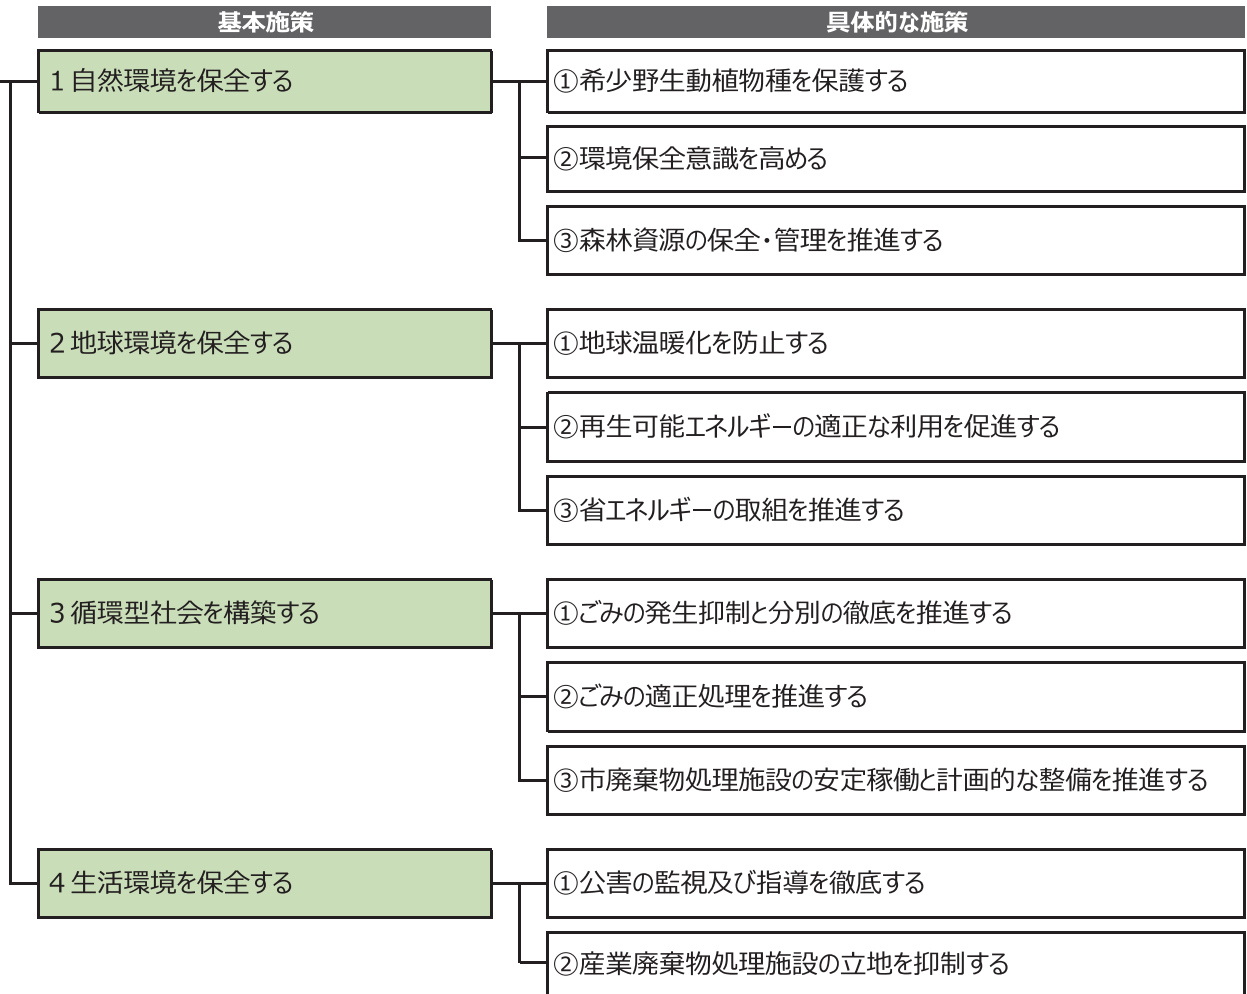 基本施策
具体的な施策
1 自然環境を保全する
①希少野生動植物種を保護する
②環境保全意識を高める
③森林資源の保全・管理を推進する
2 地球環境を保全する
①地球温暖化を防止する
②再生可能エネルギーの適正な利用を促進する
③省エネルギーの取組を推進する
3 循環型社会を構築する
①ごみの発生抑制と分別の徹底を推進する
②ごみの適正処理を推進する
③市廃棄物処理施設の安定稼働と計画的な整備を推進する
4 生活環境を保全する
①公害の監視及び指導を徹底する
②産業廃棄物処理施設の立地を抑制する